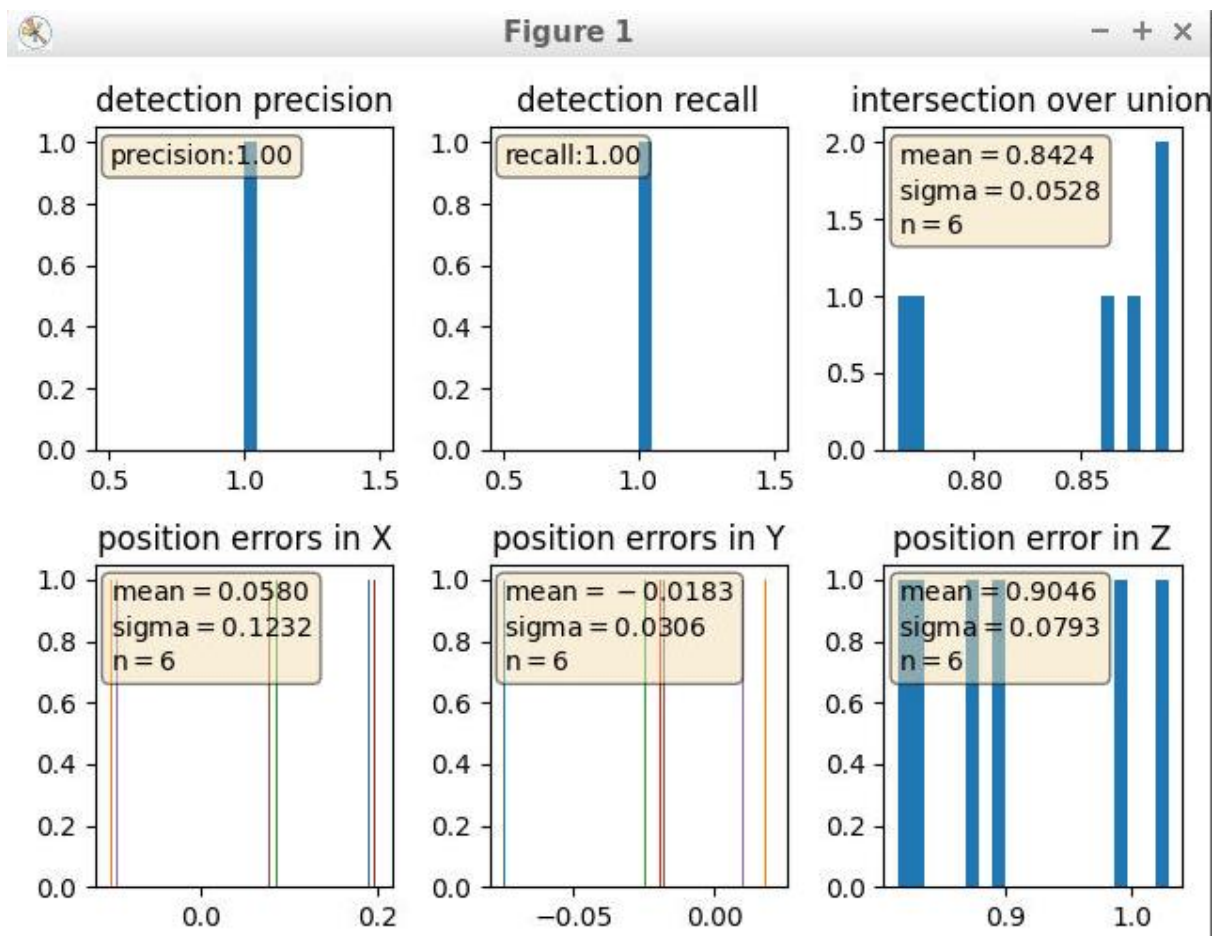 Figure 1
detection precision
detection recall
intersection over union
1.0
0.8
0.6
0.4
0.2
0.0
precision:1.00
0.5 1.0 1.5
1.0
0.8
0.6
0.4
0.2
0.0
recall:1.00
0.5 1.0 1.5
2.0
1.5
1.0
0.5
0.0
mean = 0.8424
sigma = 0.0528
n = 6
0.80 0.85
position errors in X
position errors in Y
position error in Z
1.0
0.8
0.6
0.4
0.2
0.0
mean = 0.0580
sigma = 0.1232
n = 6
0.0 0.2
1.0
0.8
0.6
0.4
0.2
0.0
mean = −0.0183
sigma = 0.0306
n = 6
−0.05 0.00
1.0
0.8
0.6
0.4
0.2
0.0
mean = 0.9046
sigma = 0.0793
n = 6
0.9 1.0